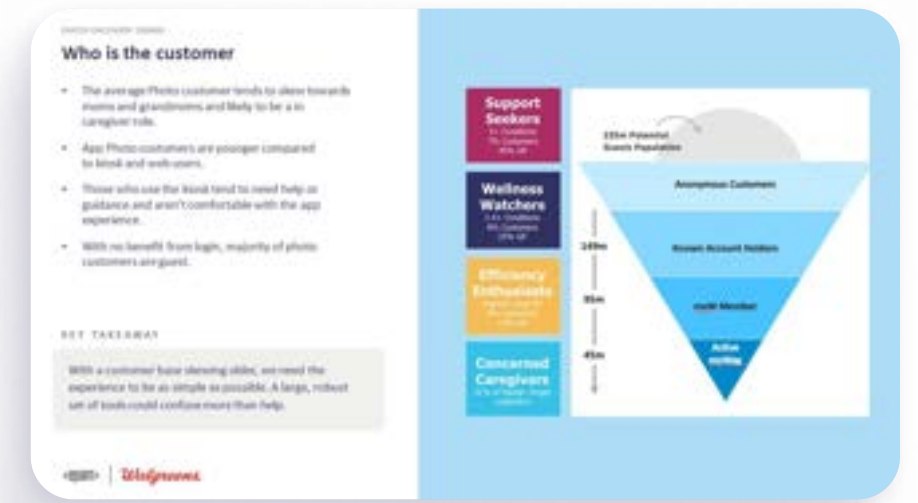 Who is the customer
• The average Photo customer tends to skew towards
moms and grandmoms and likely to be a in
caregiver role.
• App Photo customers are younger compared
to kiosk and web users.
• Those who use the kiosk tend to need help or
guidance and aren't comfortable with the app
experience.
• With no benefit from login, majority of photo
customers are guest.
KEY TAKEAWAY
With a customer base skewing older, we need the
experience to be as simple as possible. A large, robust
set of tools could confuse more than help.
Walgreens
Support
Seekers
Wellness
Watchers
Efficiency
Enthusiasts
Concerned
Caregivers
Potential
Guests Population
Anonymous Customers
Known Account Holders
Member
Active